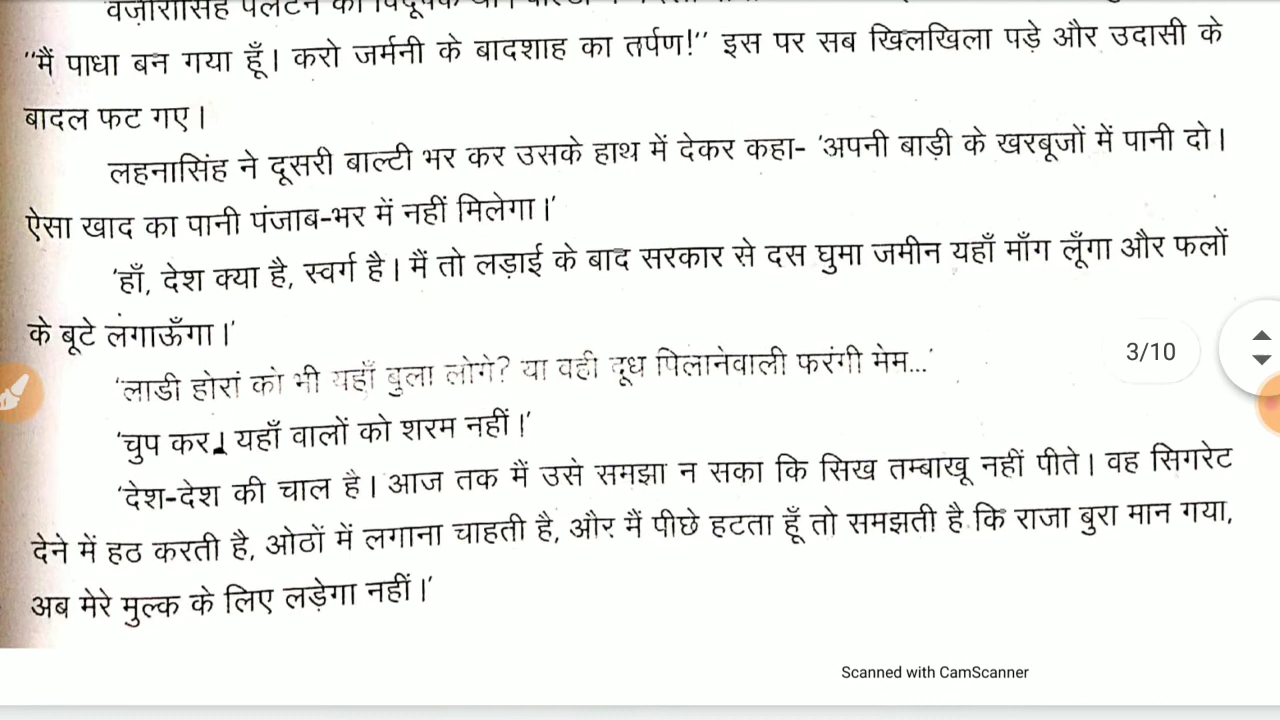 वज़ीरासिंह पलटन का विदूषक
"मैं पाधा बन गया हूँ। करो जर्मनी के बादशाह का तर्पण!" इस पर सब खिलखिला पड़े और उदासी के
बादल फट गए।
लहनासिंह ने दूसरी बाल्टी भर कर उसके हाथ में देकर कहा- 'अपनी बाड़ी के खरबूजों में पानी दो।
ऐसा खाद का पानी पंजाब-भर में नहीं मिलेगा।'
'हाँ, देश क्या है, स्वर्ग है। मैं तो लड़ाई के बाद सरकार से दस घुमा जमीन यहाँ माँग लूँगा और फलों
के बूटे लगाऊँगा।'
'लाडी होरां को भी यहाँ बुला लोगे? या वही दूध पिलानेवाली फरंगी मेम...'
3/10
'चुप कर। यहाँ वालों को शरम नहीं।'
'देश-देश की चाल है। आज तक मैं उसे समझा न सका कि सिख तम्बाखू नहीं पीते। वह सिगरेट
देने में हठ करती है, ओठों में लगाना चाहती है, और मैं पीछे हटता हूँ तो समझती है कि राजा बुरा मान गया,
अब मेरे मुल्क के लिए लड़ेगा नहीं।'
Scanned with CamScanner